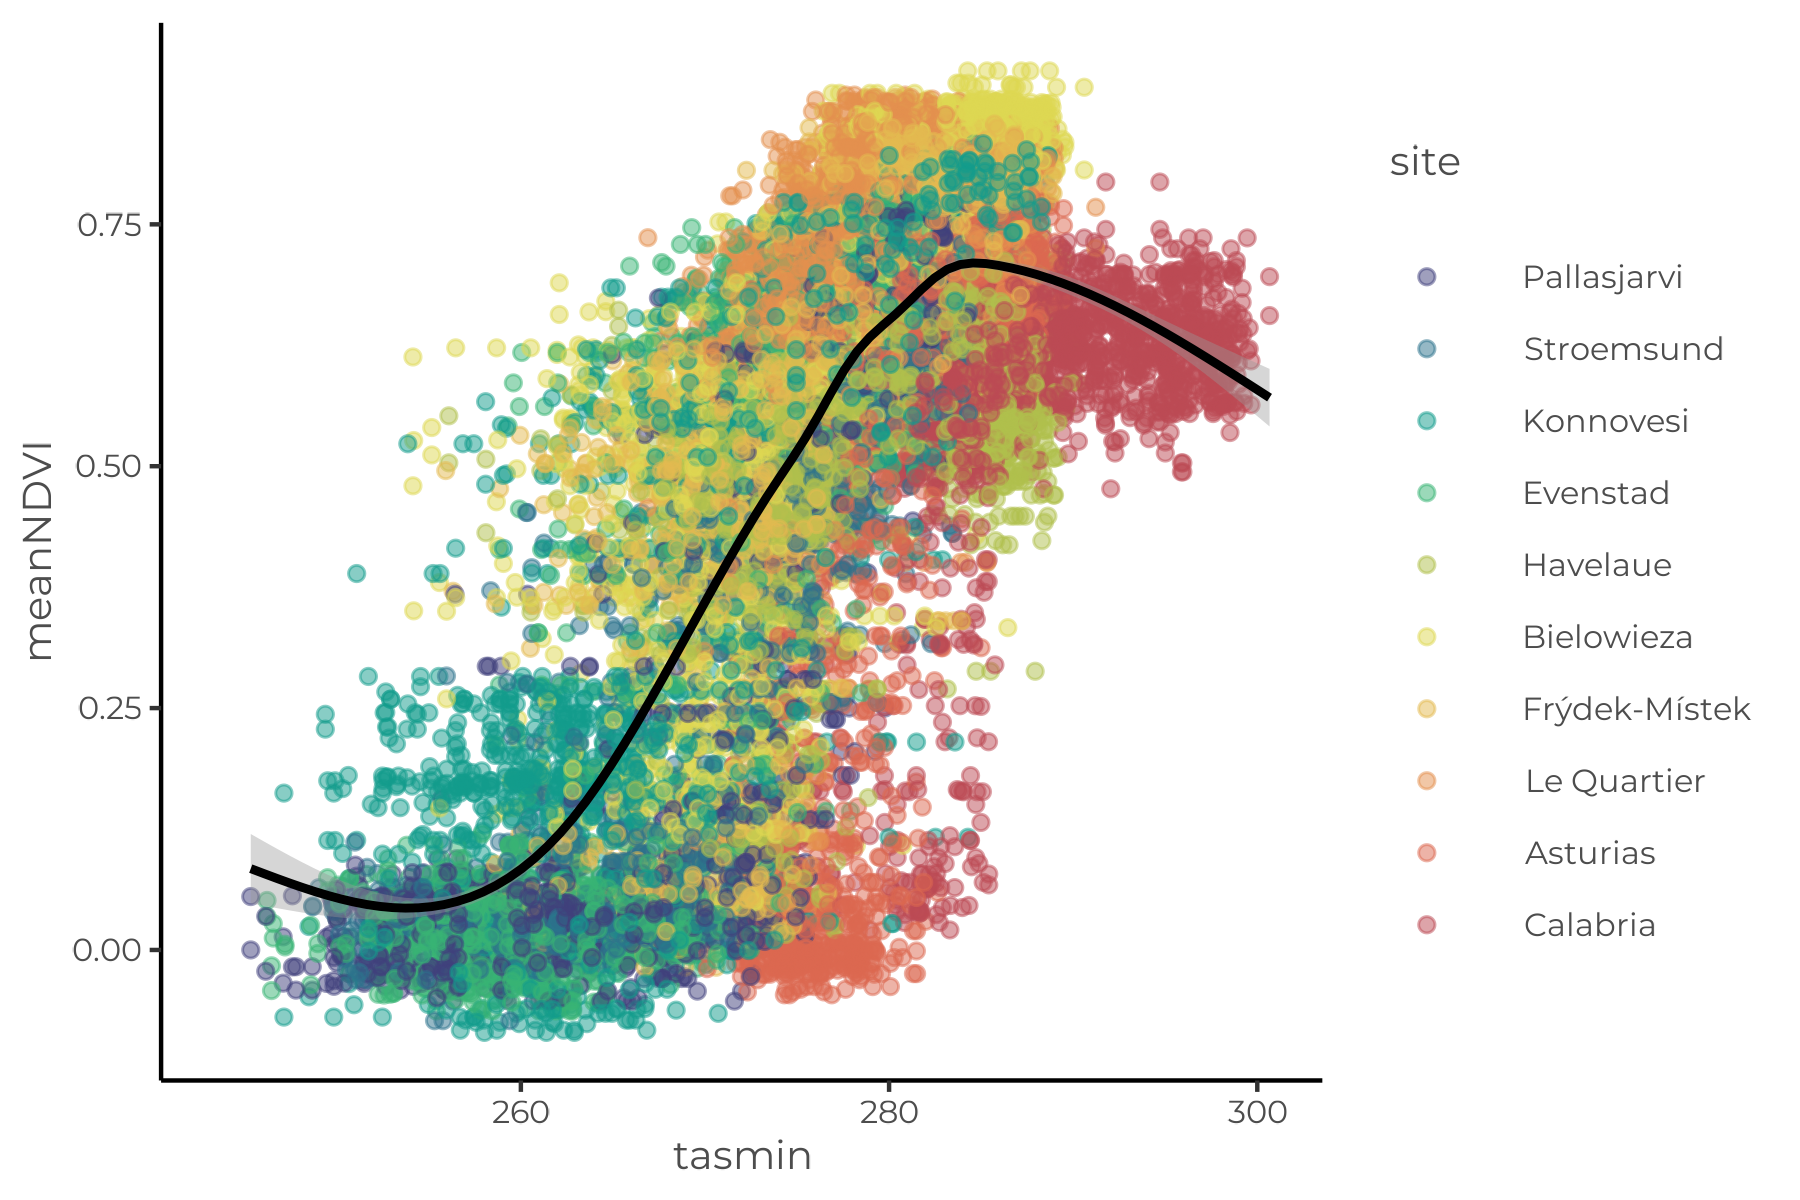 meanNDVI
0.75
0.50
0.25
0.00
260
280
300
tasmin
site
Pallasjarvi
Stroemsund
Konnovesi
Evenstad
Havelaue
Bielowieza
Frýdek-Místek
Le Quartier
Asturias
Calabria